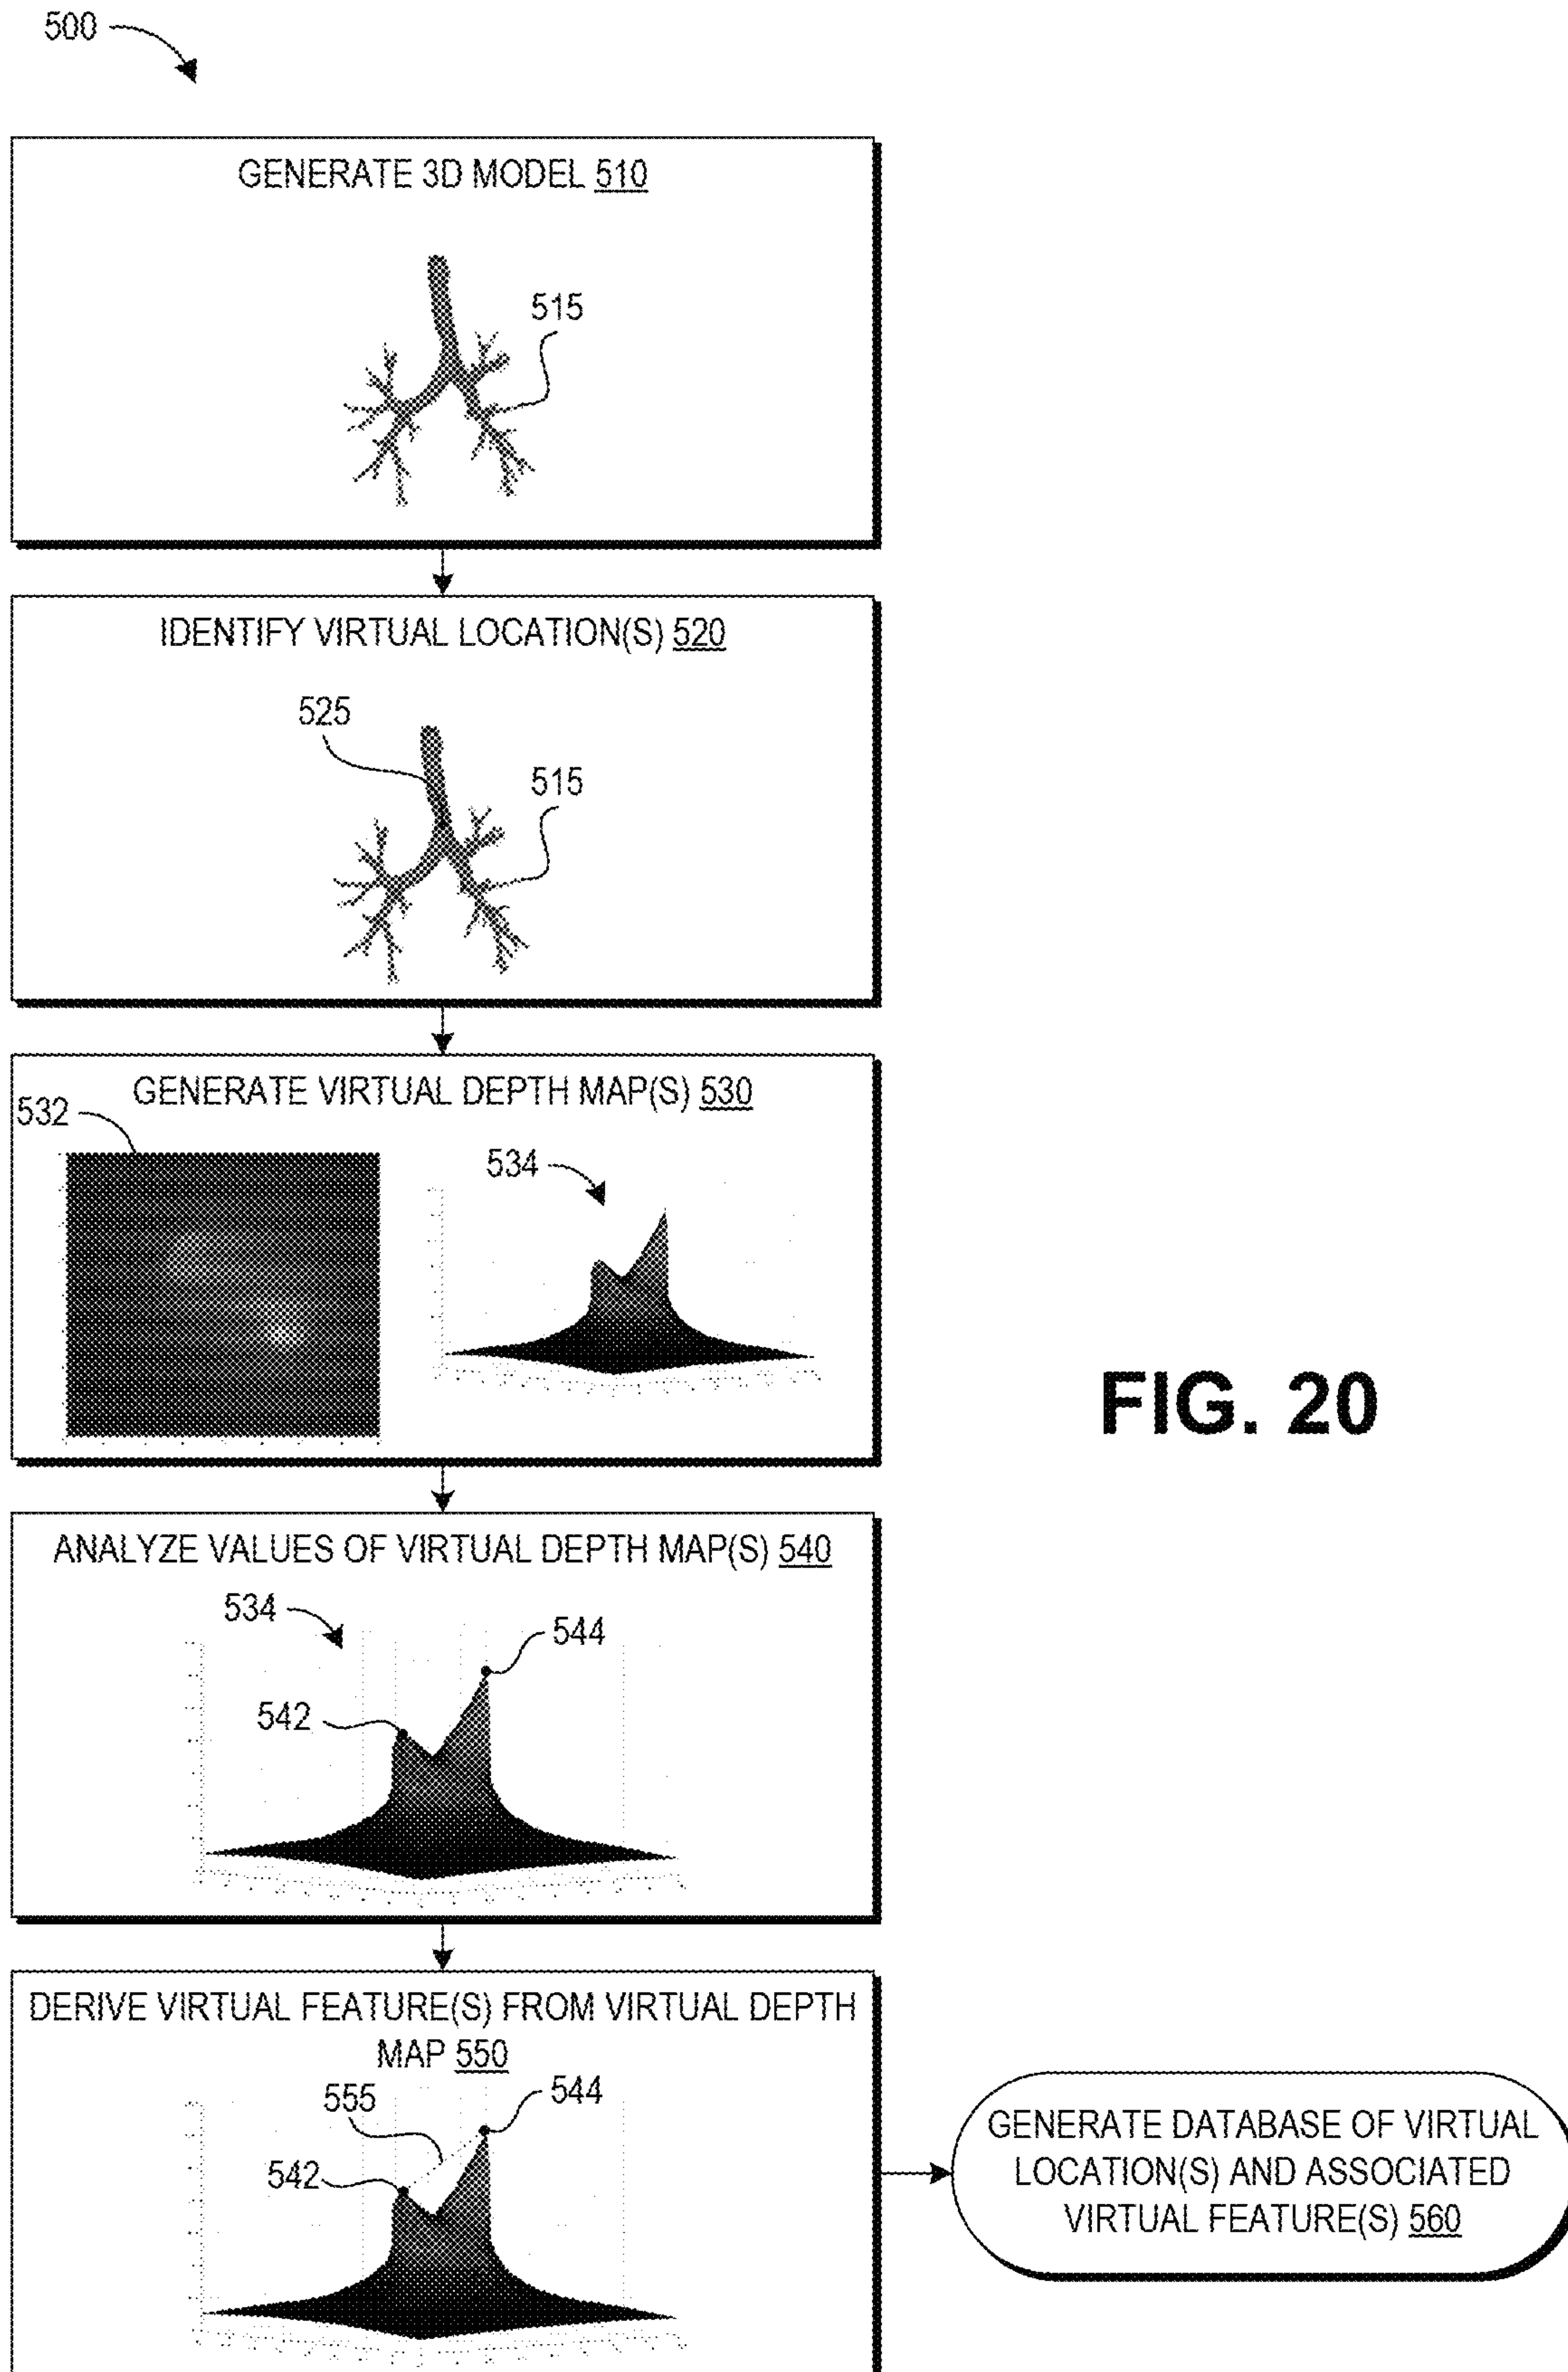 500
GENERATE 3D MODEL 510
515
IDENTIFY VIRTUAL LOCATION(S) 520
525
515
GENERATE VIRTUAL DEPTH MAP(S) 530
532
534
FIG. 20
ANALYZE VALUES OF VIRTUAL DEPTH MAP(S) 540
534
544
542
DERIVE VIRTUAL FEATURE(S) FROM VIRTUAL DEPTH
MAP 550
555
544
542
GENERATE DATABASE OF VIRTUAL
LOCATION(S) AND ASSOCIATED
VIRTUAL FEATURE(S) 560